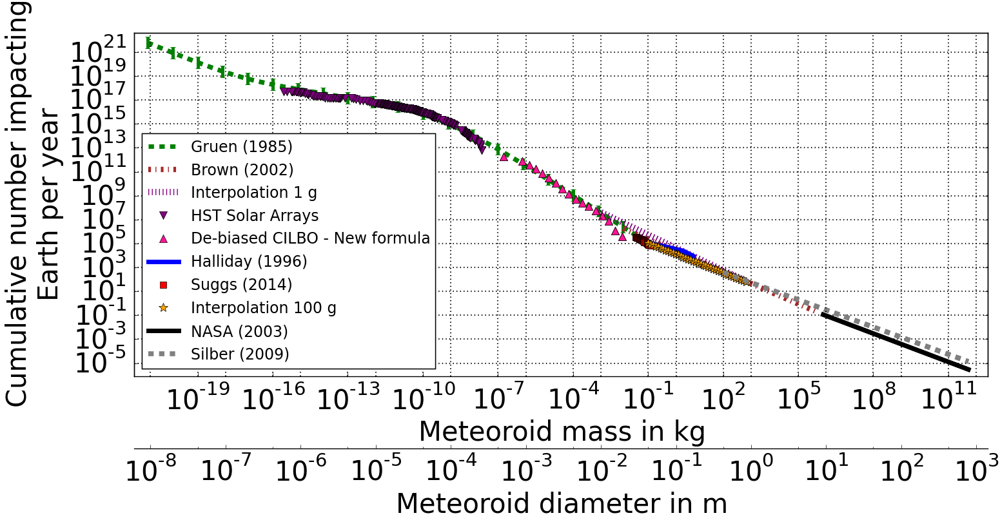 Cumulative number impacting
Earth per year
10^21
10^19
10^17
10^15
10^13
10^11
10^9
10^7
10^5
10^3
10^1
10^-1
10^-3
10^-5
Gruen (1985)
Brown (2002)
Interpolation 1 g
HST Solar Arrays
De-biased CILBO - New formula
Halliday (1996)
Suggs (2014)
Interpolation 100 g
NASA (2003)
Silber (2009)
10^-19 10^-16 10^-13 10^-10 10^-7 10^-4 10^-1 10^2 10^5 10^8 10^11
Meteoroid mass in kg
10^-8 10^-7 10^-6 10^-5 10^-4 10^-3 10^-2 10^-1 10^0 10^1 10^2 10^3
Meteoroid diameter in m